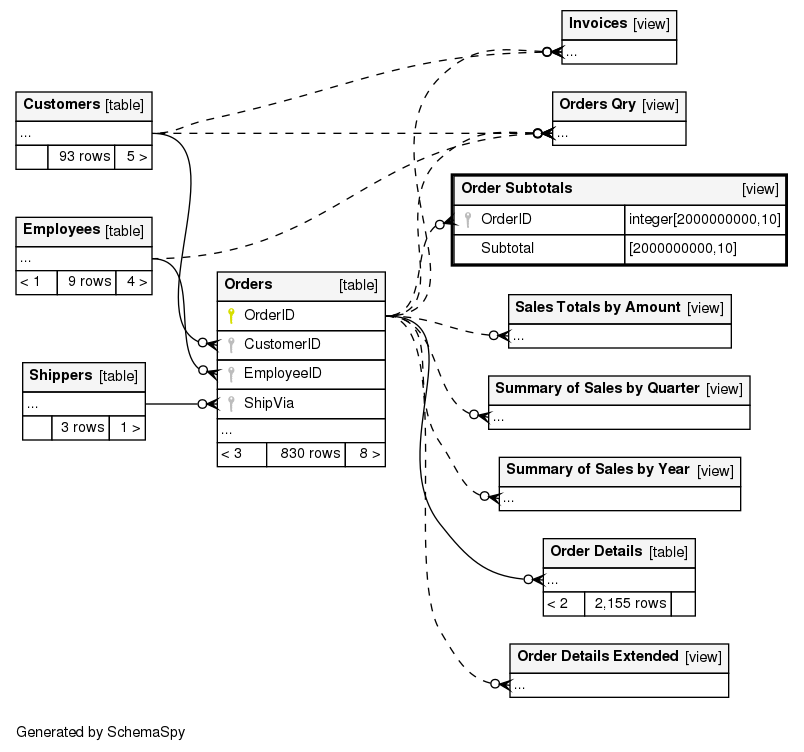 Invoices [view]
...
Customers [table]
...
93 rows 5 >
Orders Qry [view]
...
Order Subtotals [view]
OrderID integer[2000000000,10]
Subtotal [2000000000,10]
Employees [table]
...
< 1 9 rows 4 >
Orders [table]
OrderID
CustomerID
EmployeeID
ShipVia
...
< 3 830 rows 8 >
Sales Totals by Amount [view]
...
Shippers [table]
...
3 rows 1 >
Summary of Sales by Quarter [view]
...
Summary of Sales by Year [view]
...
Order Details [table]
...
< 2 2,155 rows
Order Details Extended [view]
...
Generated by SchemaSpy